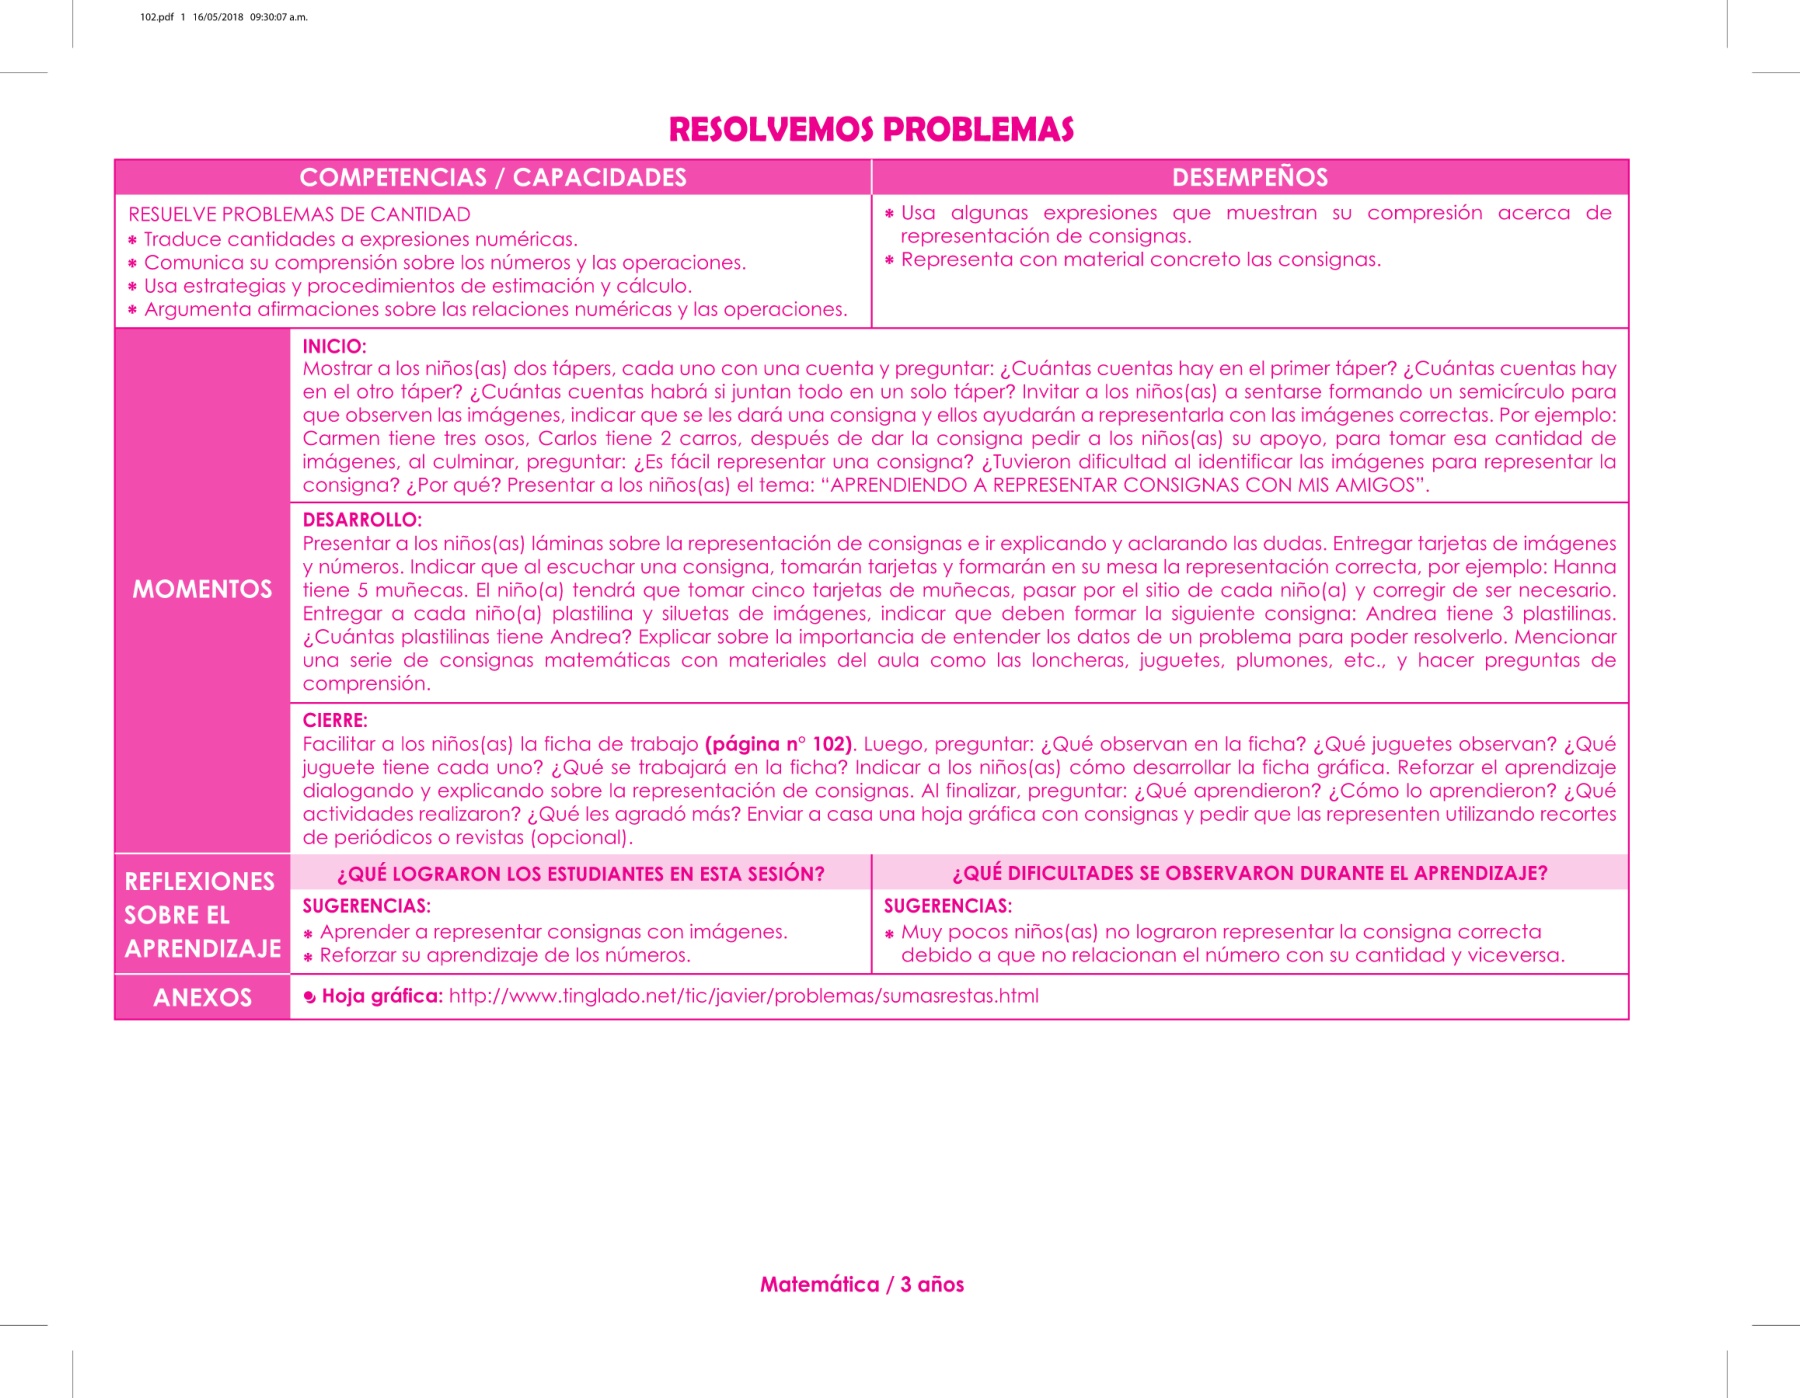 102.pdf 1 16/05/2018 09:30:07 a.m.
RESOLVEMOS PROBLEMAS
COMPETENCIAS / CAPACIDADES
DESEMPEÑOS
RESUELVE PROBLEMAS DE CANTIDAD
* Traduce cantidades a expresiones numéricas.
* Comunica su comprensión sobre los números y las operaciones.
* Usa estrategias y procedimientos de estimación y cálculo.
* Argumenta afirmaciones sobre las relaciones numéricas y las operaciones.
* Usa algunas expresiones que muestran su compresión acerca de
representación de consignas.
* Representa con material concreto las consignas.
MOMENTOS
INICIO:
Mostrar a los niños(as) dos tápers, cada uno con una cuenta y preguntar: ¿Cuántas cuentas hay en el primer táper? ¿Cuántas cuentas hay
en el otro táper? ¿Cuántas cuentas habrá si juntan todo en un solo táper? Invitar a los niños(as) a sentarse formando un semicírculo para
que observen las imágenes, indicar que se les dará una consigna y ellos ayudarán a representarla con las imágenes correctas. Por ejemplo:
Carmen tiene tres osos, Carlos tiene 2 carros, después de dar la consigna pedir a los niños(as) su apoyo, para tomar esa cantidad de
imágenes, al culminar, preguntar: ¿Es fácil representar una consigna? ¿Tuvieron dificultad al identificar las imágenes para representar la
consigna? ¿Por qué? Presentar a los niños(as) el tema: “APRENDIENDO A REPRESENTAR CONSIGNAS CON MIS AMIGOS”.
DESARROLLO:
Presentar a los niños(as) láminas sobre la representación de consignas e ir explicando y aclarando las dudas. Entregar tarjetas de imágenes
y números. Indicar que al escuchar una consigna, tomarán tarjetas y formarán en su mesa la representación correcta, por ejemplo: Hanna
tiene 5 muñecas. El niño(a) tendrá que tomar cinco tarjetas de muñecas, pasar por el sitio de cada niño(a) y corregir de ser necesario.
Entregar a cada niño(a) plastilina y siluetas de imágenes, indicar que deben formar la siguiente consigna: Andrea tiene 3 plastilinas.
¿Cuántas plastilinas tiene Andrea? Explicar sobre la importancia de entender los datos de un problema para poder resolverlo. Mencionar
una serie de consignas matemáticas con materiales del aula como las loncheras, juguetes, plumones, etc., y hacer preguntas de
comprensión.
CIERRE:
Facilitar a los niños(as) la ficha de trabajo (página n° 102). Luego, preguntar: ¿Qué observan en la ficha? ¿Qué juguetes observan? ¿Qué
juguete tiene cada uno? ¿Qué se trabajará en la ficha? Indicar a los niños(as) cómo desarrollar la ficha gráfica. Reforzar el aprendizaje
dialogando y explicando sobre la representación de consignas. Al finalizar, preguntar: ¿Qué aprendieron? ¿Cómo lo aprendieron? ¿Qué
actividades realizaron? ¿Qué les agradó más? Enviar a casa una hoja gráfica con consignas y pedir que las representen utilizando recortes
de periódicos o revistas (opcional).
REFLEXIONES
SOBRE EL
APRENDIZAJE
¿QUÉ LOGRARON LOS ESTUDIANTES EN ESTA SESIÓN?
SUGERENCIAS:
* Aprender a representar consignas con imágenes.
* Reforzar su aprendizaje de los números.
¿QUÉ DIFICULTADES SE OBSERVARON DURANTE EL APRENDIZAJE?
SUGERENCIAS:
* Muy pocos niños(as) no lograron representar la consigna correcta
debido a que no relacionan el número con su cantidad y viceversa.
ANEXOS
Hoja gráfica: http://www.tinglado.net/tic/javier/problemas/sumasrestas.html
Matemática / 3 años